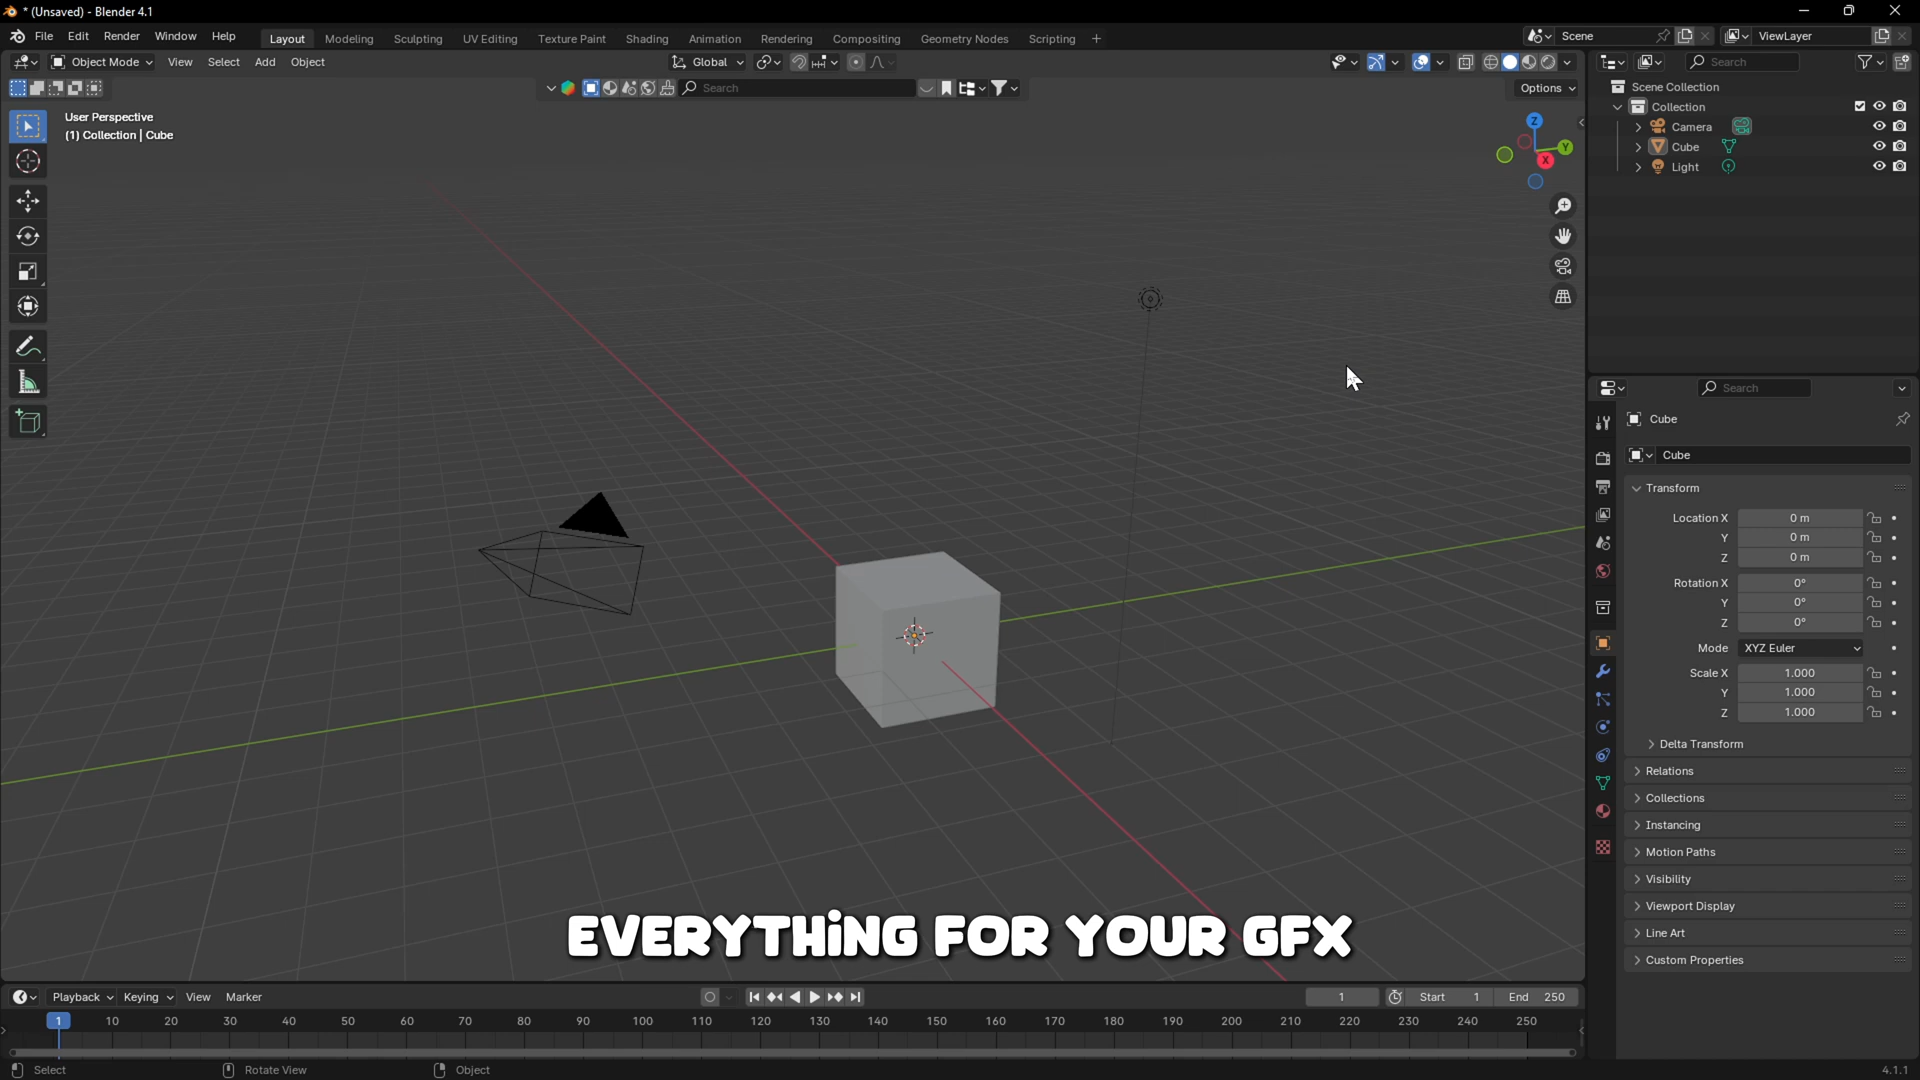 * (Unsaved) - Blender 4.1
File Edit Render Window Help Layout Modeling Sculpting UV Editing Texture Paint Shading Animation Rendering Compositing Geometry Nodes Scripting + Scene ViewLayer
Object Mode View Select Add Object Global Search
Search Options
User Perspective
(1) Collection | Cube
Z
Y
X
Scene Collection
Collection
Camera
Cube
Light
Search
Cube
Cube
Transform
Location X 0 m
Y 0 m
Z 0 m
Rotation X 0°
Y 0°
Z 0°
Mode XYZ Euler
Scale X 1.000
Y 1.000
Z 1.000
Delta Transform
Relations
Collections
Instancing
Motion Paths
Visibility
Viewport Display
Line Art
Custom Properties
EVERYTHiNG FOR YOUR GFX
Playback Keying View Marker 1 Start 1 End 250
1 10 20 30 40 50 60 70 80 90 100 110 120 130 140 150 160 170 180 190 200 210 220 230 240 250
Select Rotate View Object 4.1.1